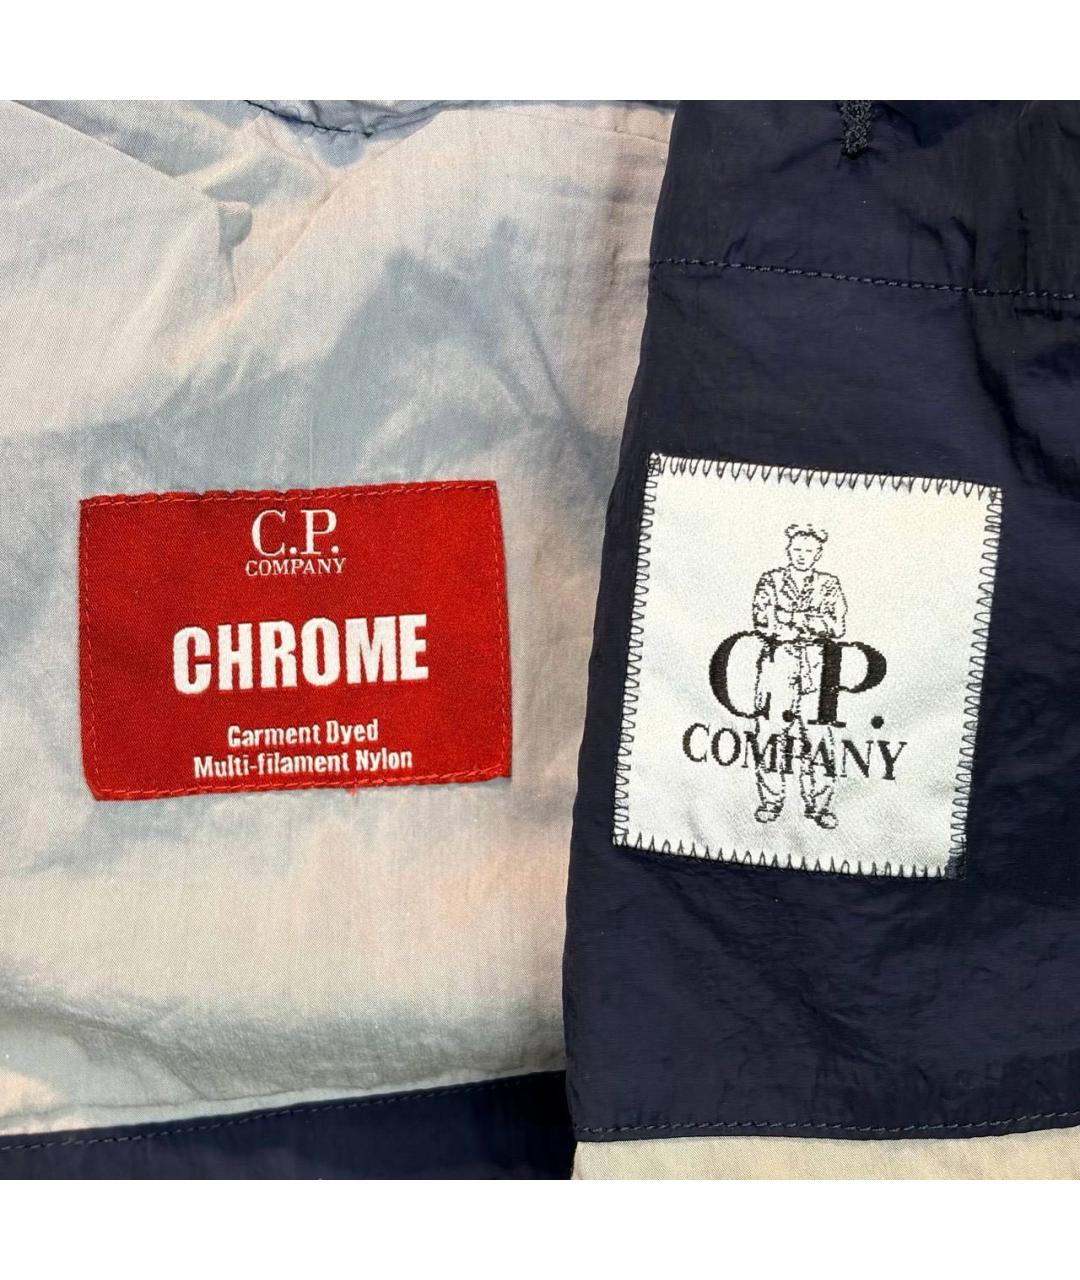 C.P.
COMPANY
CHROME
Garment Dyed
Multi-filament Nylon
C.P.
COMPANY